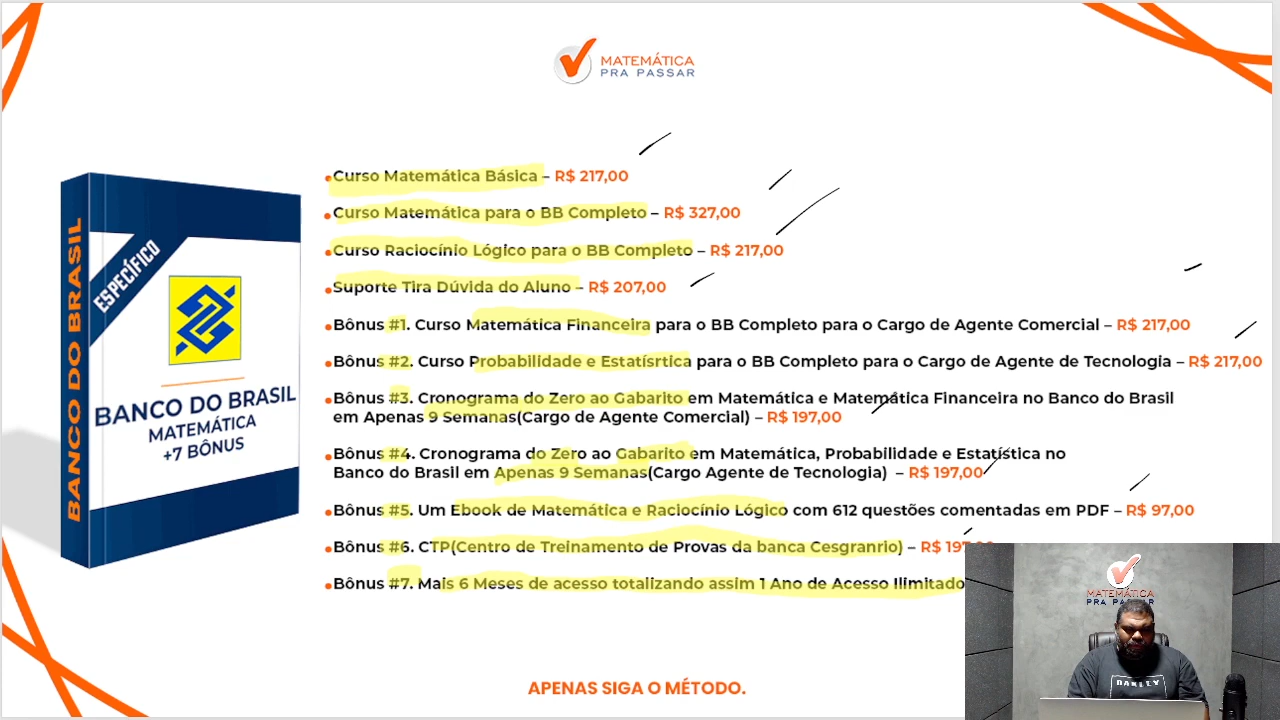 MATEMÁTICA
PRA PASSAR
Curso Matemática Básica – R$ 217,00
Curso Matemática para o BB Completo – R$ 327,00
Curso Raciocínio Lógico para o BB Completo – R$ 217,00
Suporte Tira Dúvida do Aluno – R$ 207,00
Bônus #1. Curso Matemática Financeira para o BB Completo para o Cargo de Agente Comercial – R$ 217,00
Bônus #2. Curso Probabilidade e Estatísrtica para o BB Completo para o Cargo de Agente de Tecnologia – R$ 217,00
Bônus #3. Cronograma do Zero ao Gabarito em Matemática e Matemática Financeira no Banco do Brasil
em Apenas 9 Semanas(Cargo de Agente Comercial) – R$ 197,00
Bônus #4. Cronograma do Zero ao Gabarito em Matemática, Probabilidade e Estatística no
Banco do Brasil em Apenas 9 Semanas(Cargo Agente de Tecnologia) – R$ 197,00
Bônus #5. Um Ebook de Matemática e Raciocínio Lógico com 612 questões comentadas em PDF – R$ 97,00
Bônus #6. CTP(Centro de Treinamento de Provas da banca Cesgranrio) – R$ 197
Bônus #7. Mais 6 Meses de acesso totalizando assim 1 Ano de Acesso Ilimitado
BANCO DO BRASIL
ESPECÍFICO
BANCO DO BRASIL
MATEMÁTICA
+7 BÔNUS
MATEMÁTICA
PRA PASSAR
OAKLEY
APENAS SIGA O MÉTODO.